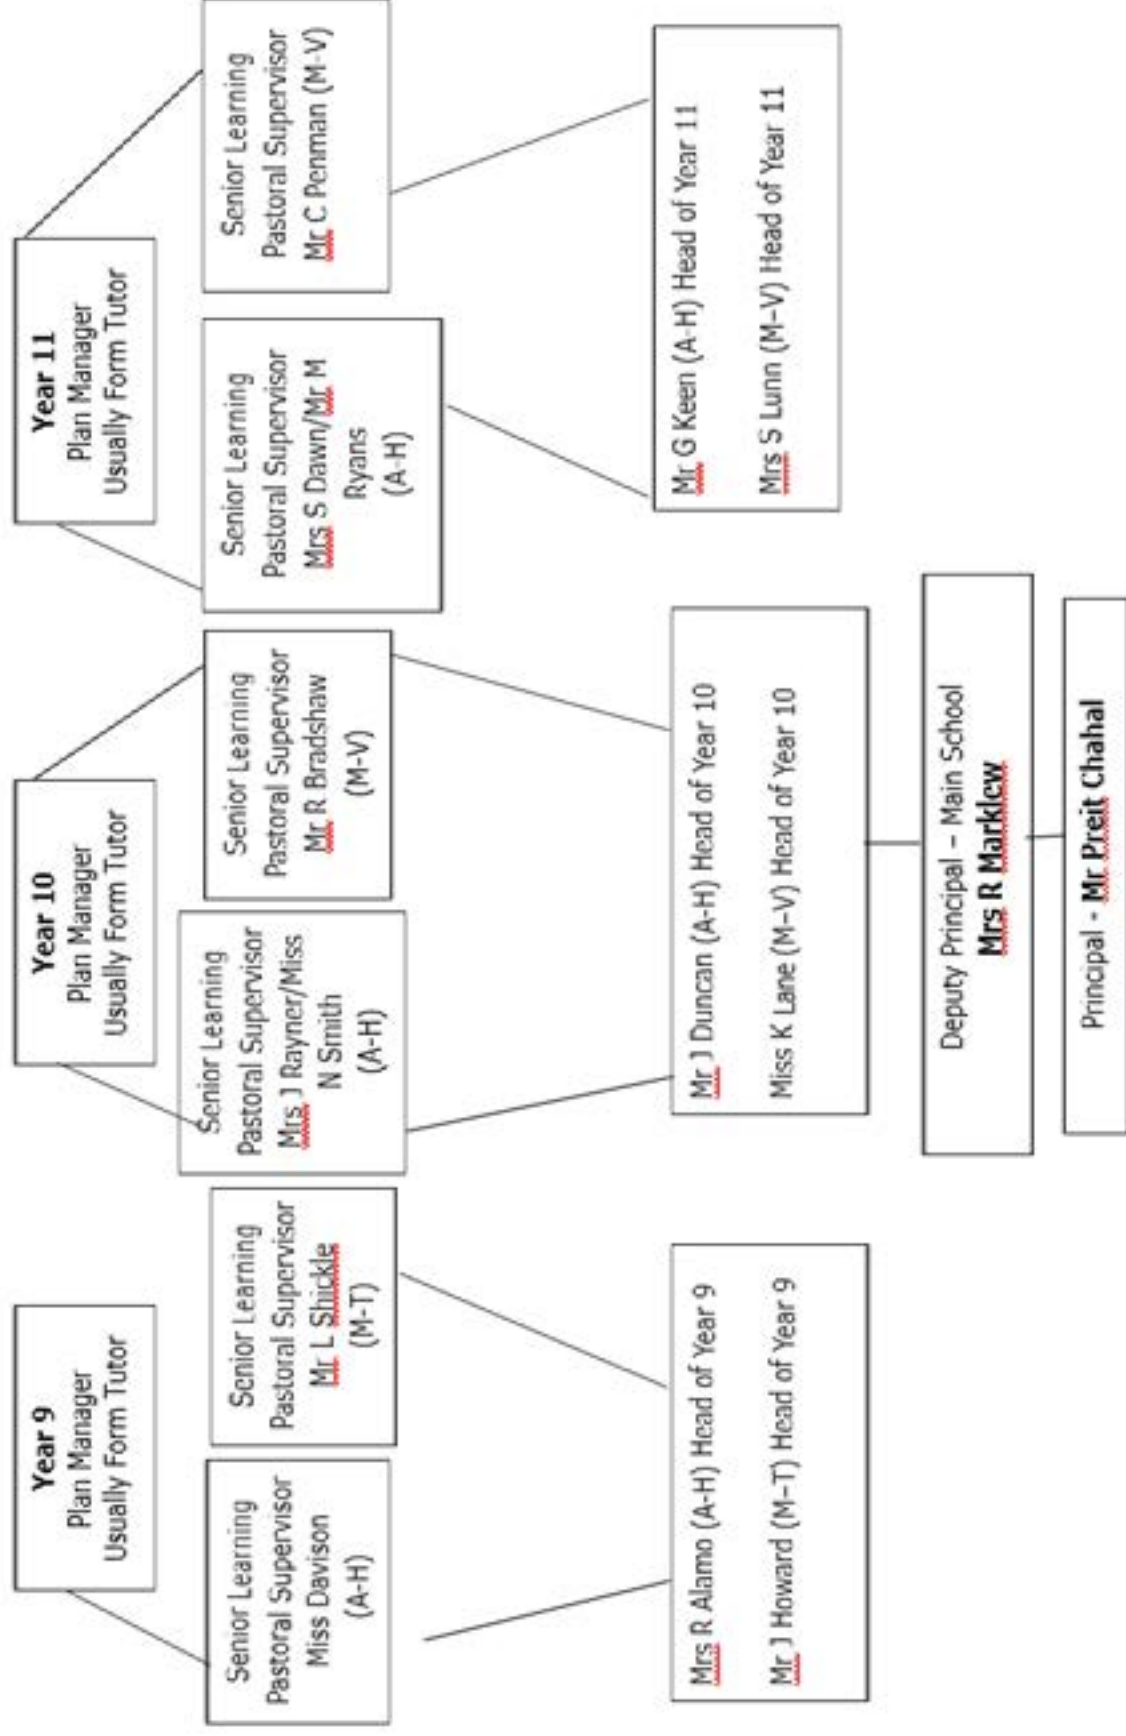 Year 9
Plan Manager
Usually Form Tutor
Year 10
Plan Manager
Usually Form Tutor
Year 11
Plan Manager
Usually Form Tutor
Senior Learning
Pastoral Supervisor
Miss Davison
(A-H)
Senior Learning
Pastoral Supervisor
Mr L Shickle
(M-T)
Senior Learning
Pastoral Supervisor
Mrs J Rayner/Miss
N Smith
(A-H)
Senior Learning
Pastoral Supervisor
Mr R Bradshaw
(M-V)
Senior Learning
Pastoral Supervisor
Mrs S Dawn/Mr M
Ryans
(A-H)
Senior Learning
Pastoral Supervisor
Mr C Penman (M-V)
Mrs R Alamo (A-H) Head of Year 9
Mr J Howard (M–T) Head of Year 9
Mr J Duncan (A-H) Head of Year 10
Miss K Lane (M–V) Head of Year 10
Mr G Keen (A-H) Head of Year 11
Mrs S Lunn (M–V) Head of Year 11
Deputy Principal – Main School
Mrs R Marklew
Principal - Mr Preit Chahal